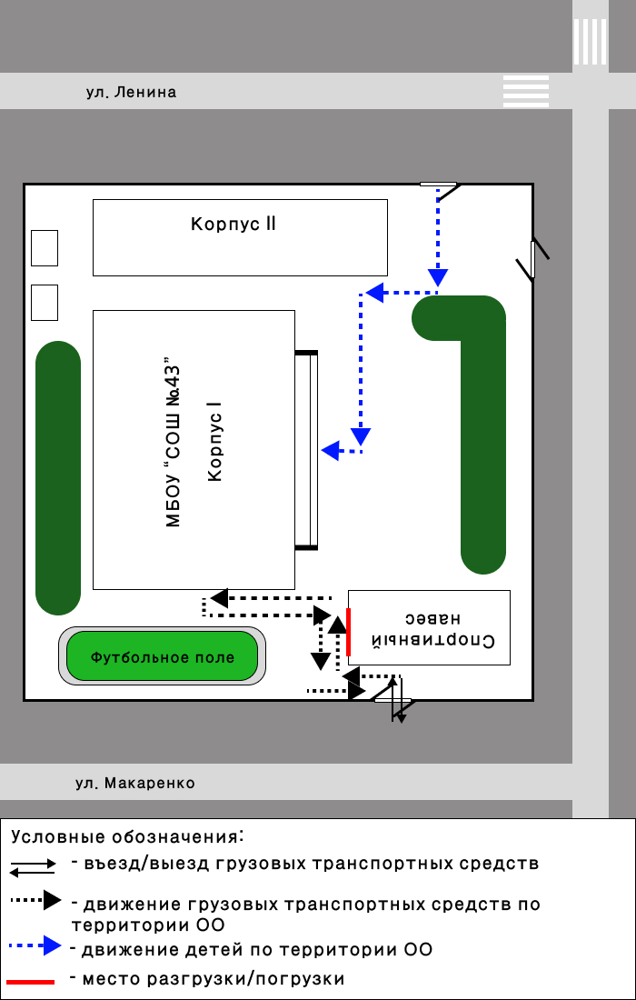 ул. Ленина
Корпус II
МБОУ “СОШ №43”
Корпус I
Спортивный
навес
Футбольное поле
ул. Макаренко
Условные обозначения:
- въезд/выезд грузовых транспортных средств
- движение грузовых транспортных средств по
территории ОО
- движение детей по территории ОО
- место разгрузки/погрузки